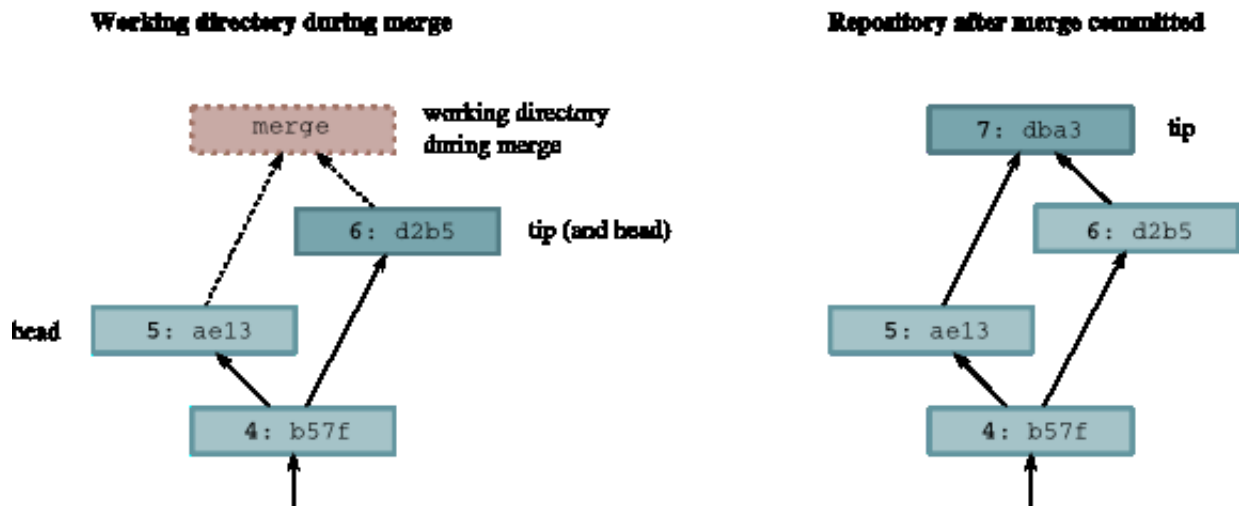 Working directory during merge
merge
working directory
during merge
6: d2b5
tip (and head)
head
5: ae13
4: b57f
Repository after merge committed
7: dba3
tip
6: d2b5
5: ae13
4: b57f